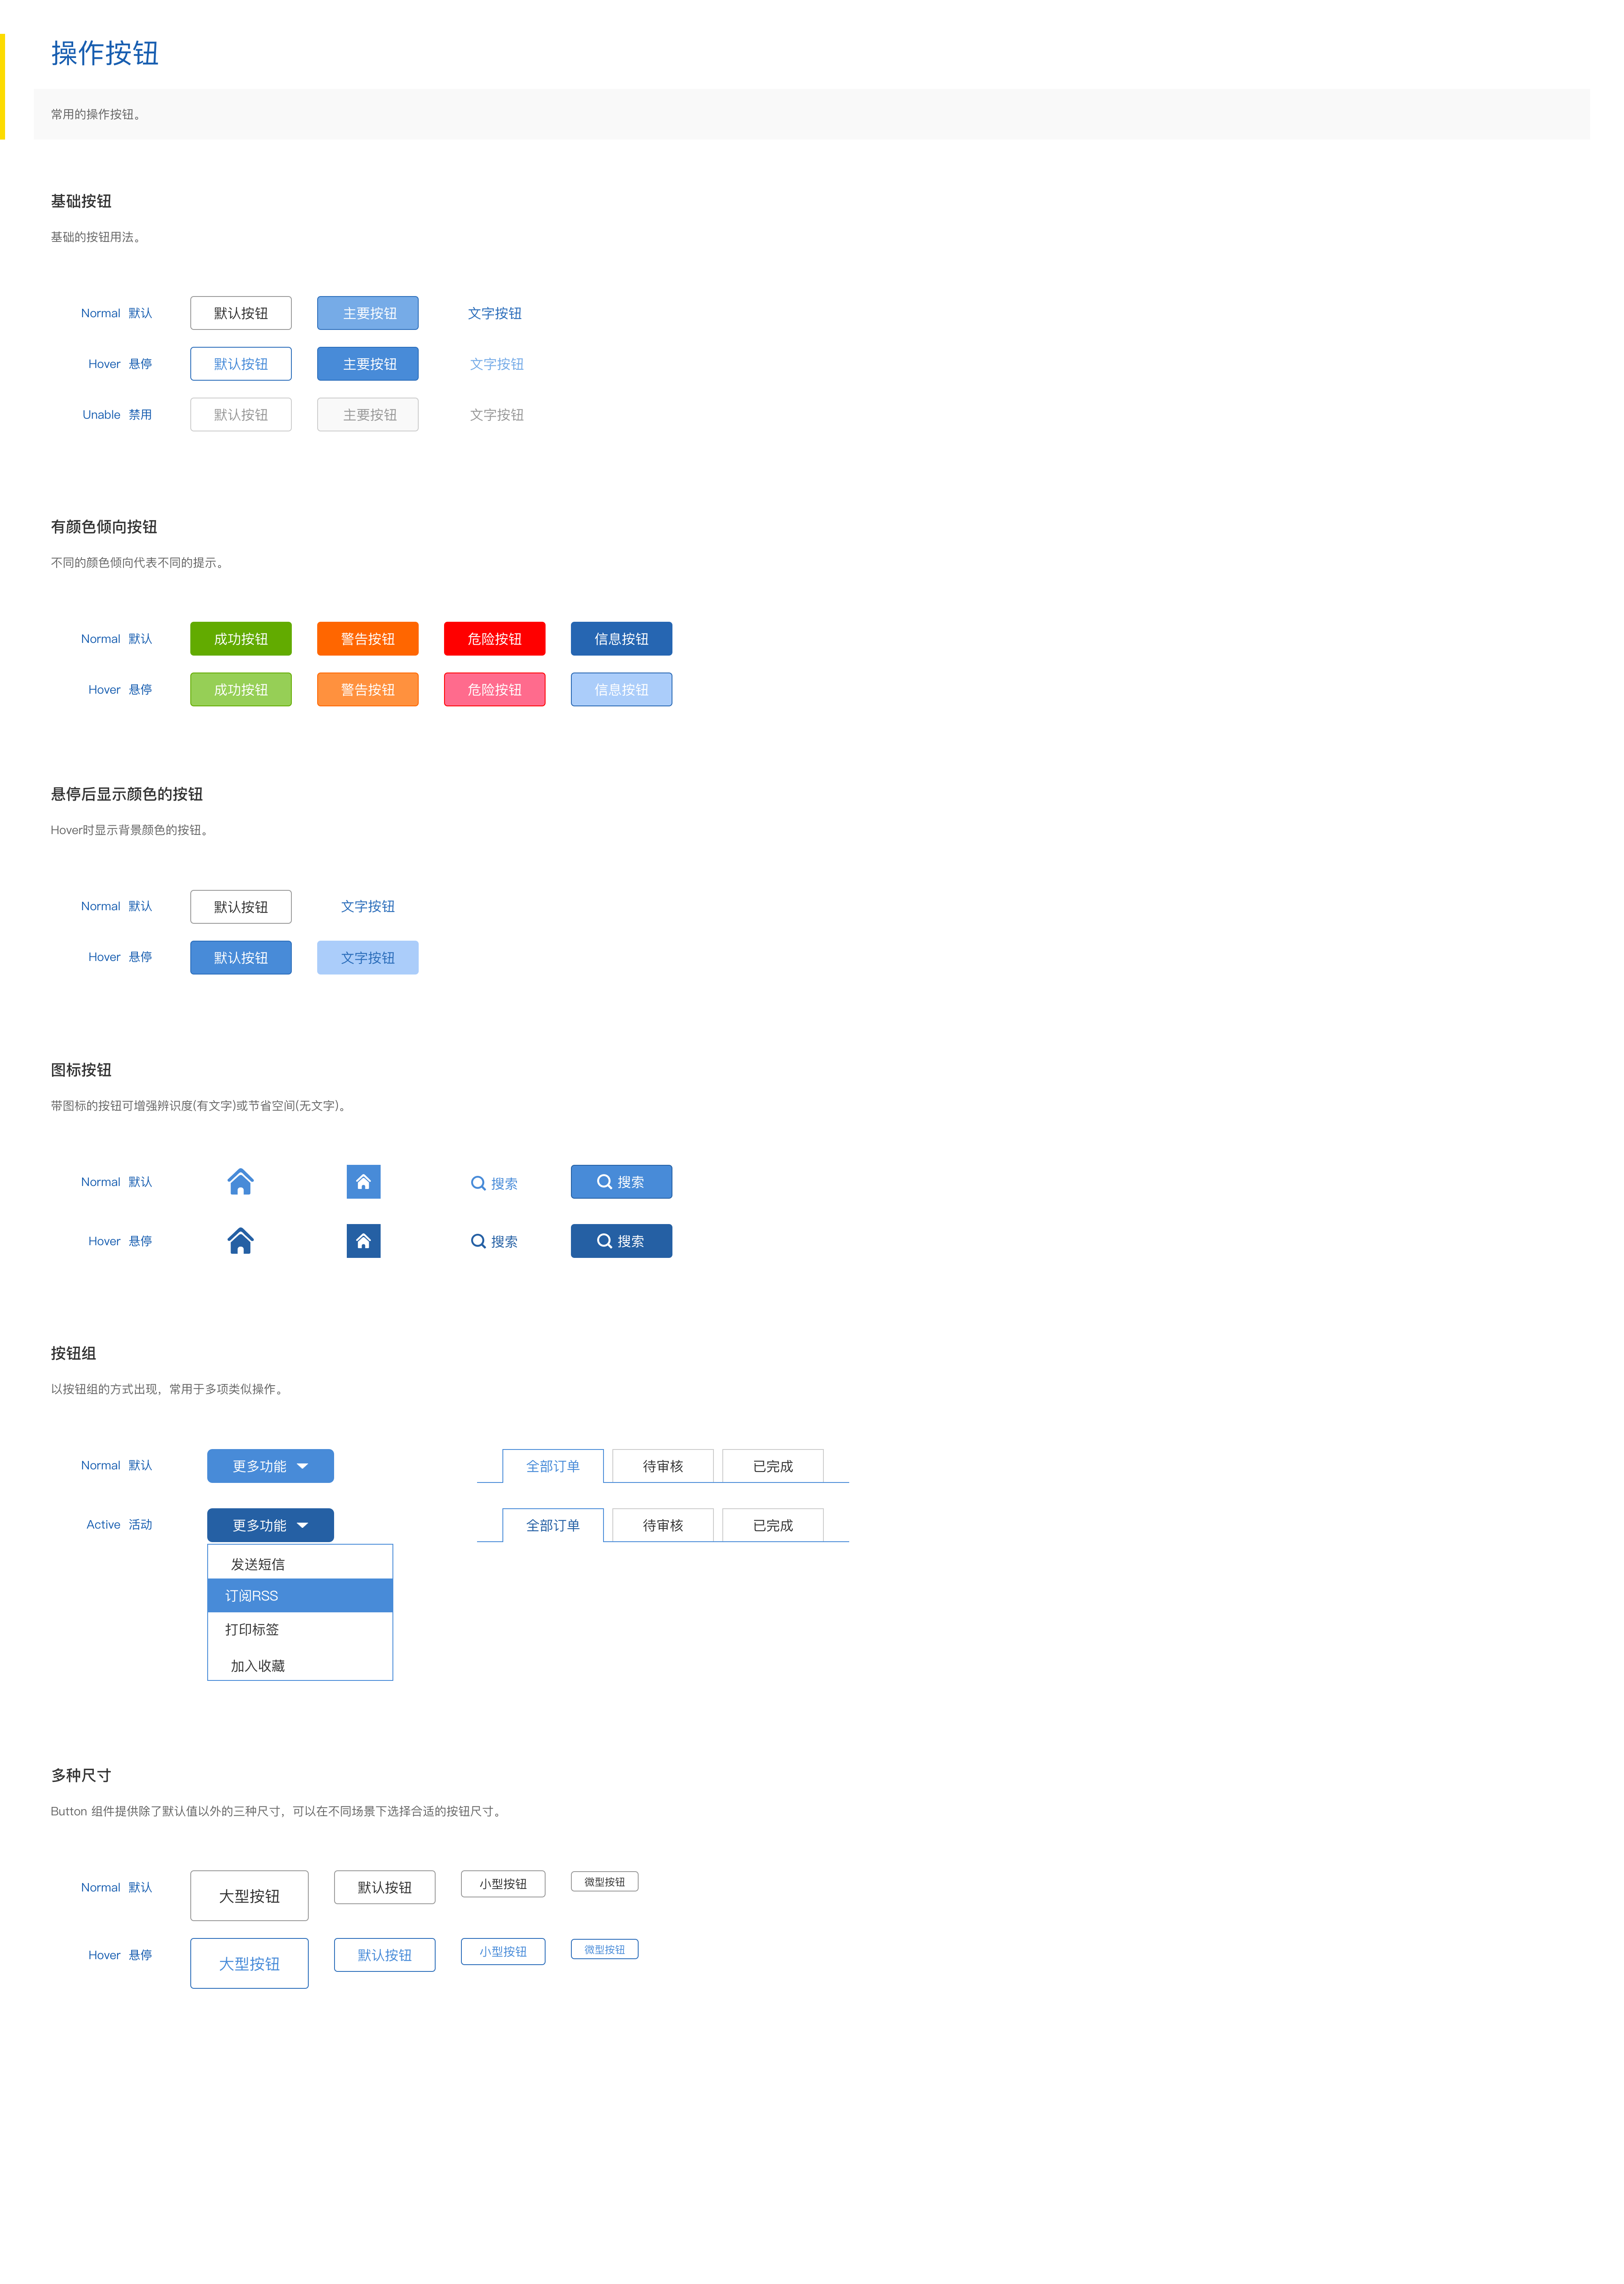 操作按钮
常用的操作按钮。
基础按钮
基础的按钮用法。
Normal 默认 默认按钮 主要按钮 文字按钮
Hover 悬停 默认按钮 主要按钮 文字按钮
Unable 禁用 默认按钮 主要按钮 文字按钮
有颜色倾向按钮
不同的颜色倾向代表不同的提示。
Normal 默认 成功按钮 警告按钮 危险按钮 信息按钮
Hover 悬停 成功按钮 警告按钮 危险按钮 信息按钮
悬停后显示颜色的按钮
Hover时显示背景颜色的按钮。
Normal 默认 默认按钮 文字按钮
Hover 悬停 默认按钮 文字按钮
图标按钮
带图标的按钮可增强辨识度(有文字)或节省空间(无文字)。
Normal 默认 搜索 搜索
Hover 悬停 搜索 搜索
按钮组
以按钮组的方式出现，常用于多项类似操作。
Normal 默认 更多功能 全部订单 待审核 已完成
Active 活动 更多功能 全部订单 待审核 已完成
发送短信
订阅RSS
打印标签
加入收藏
多种尺寸
Button 组件提供除了默认值以外的三种尺寸，可以在不同场景下选择合适的按钮尺寸。
Normal 默认 大型按钮 默认按钮 小型按钮 微型按钮
Hover 悬停 大型按钮 默认按钮 小型按钮 微型按钮